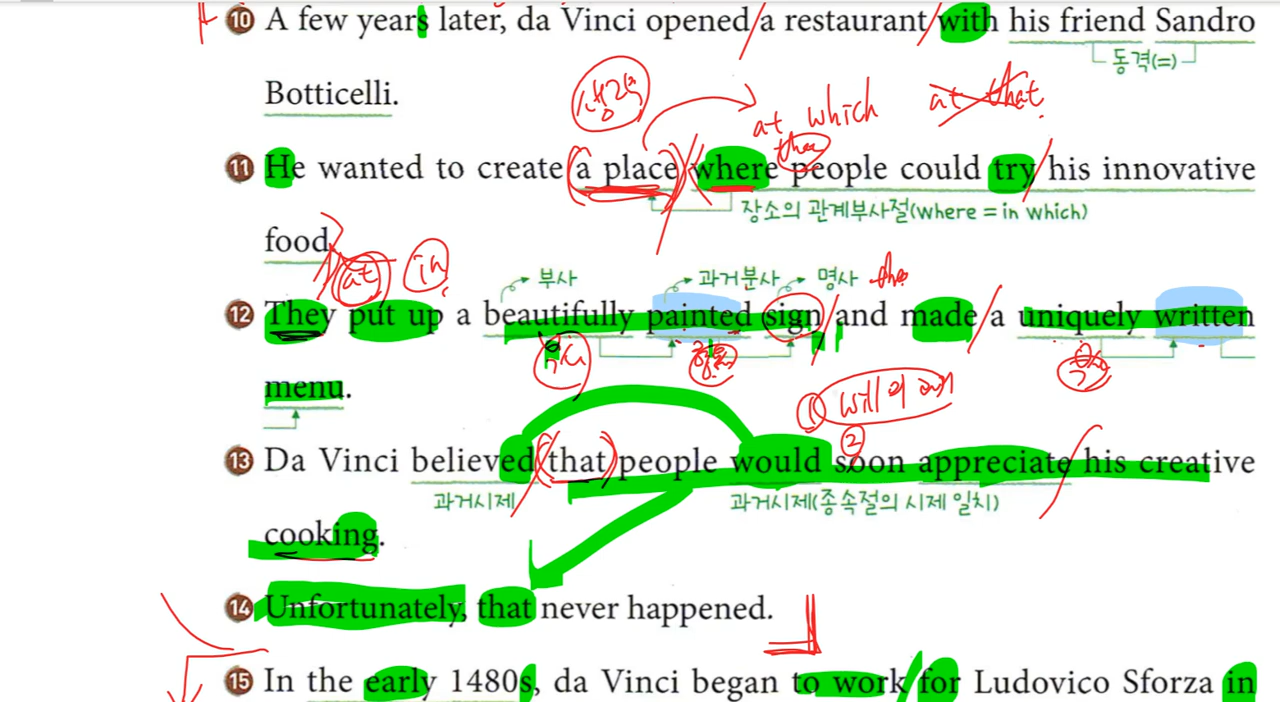 ⑩ A few years later, da Vinci opened a restaurant with his friend Sandro
동격(=)
Botticelli.
생략
at which at that
⑪ He wanted to create a place where people could try his innovative
장소의 관계부사절(where = in which)
food.
at in
부사 과거분사 명사
⑫ They put up a beautifully painted sign and made a uniquely written
menu.
① will의 과거
②
⑬ Da Vinci believed that people would soon appreciate his creative
과거시제 과거시제(종속절의 시제 일치)
cooking.
⑭ Unfortunately, that never happened.
⑮ In the early 1480s, da Vinci began to work for Ludovico Sforza in